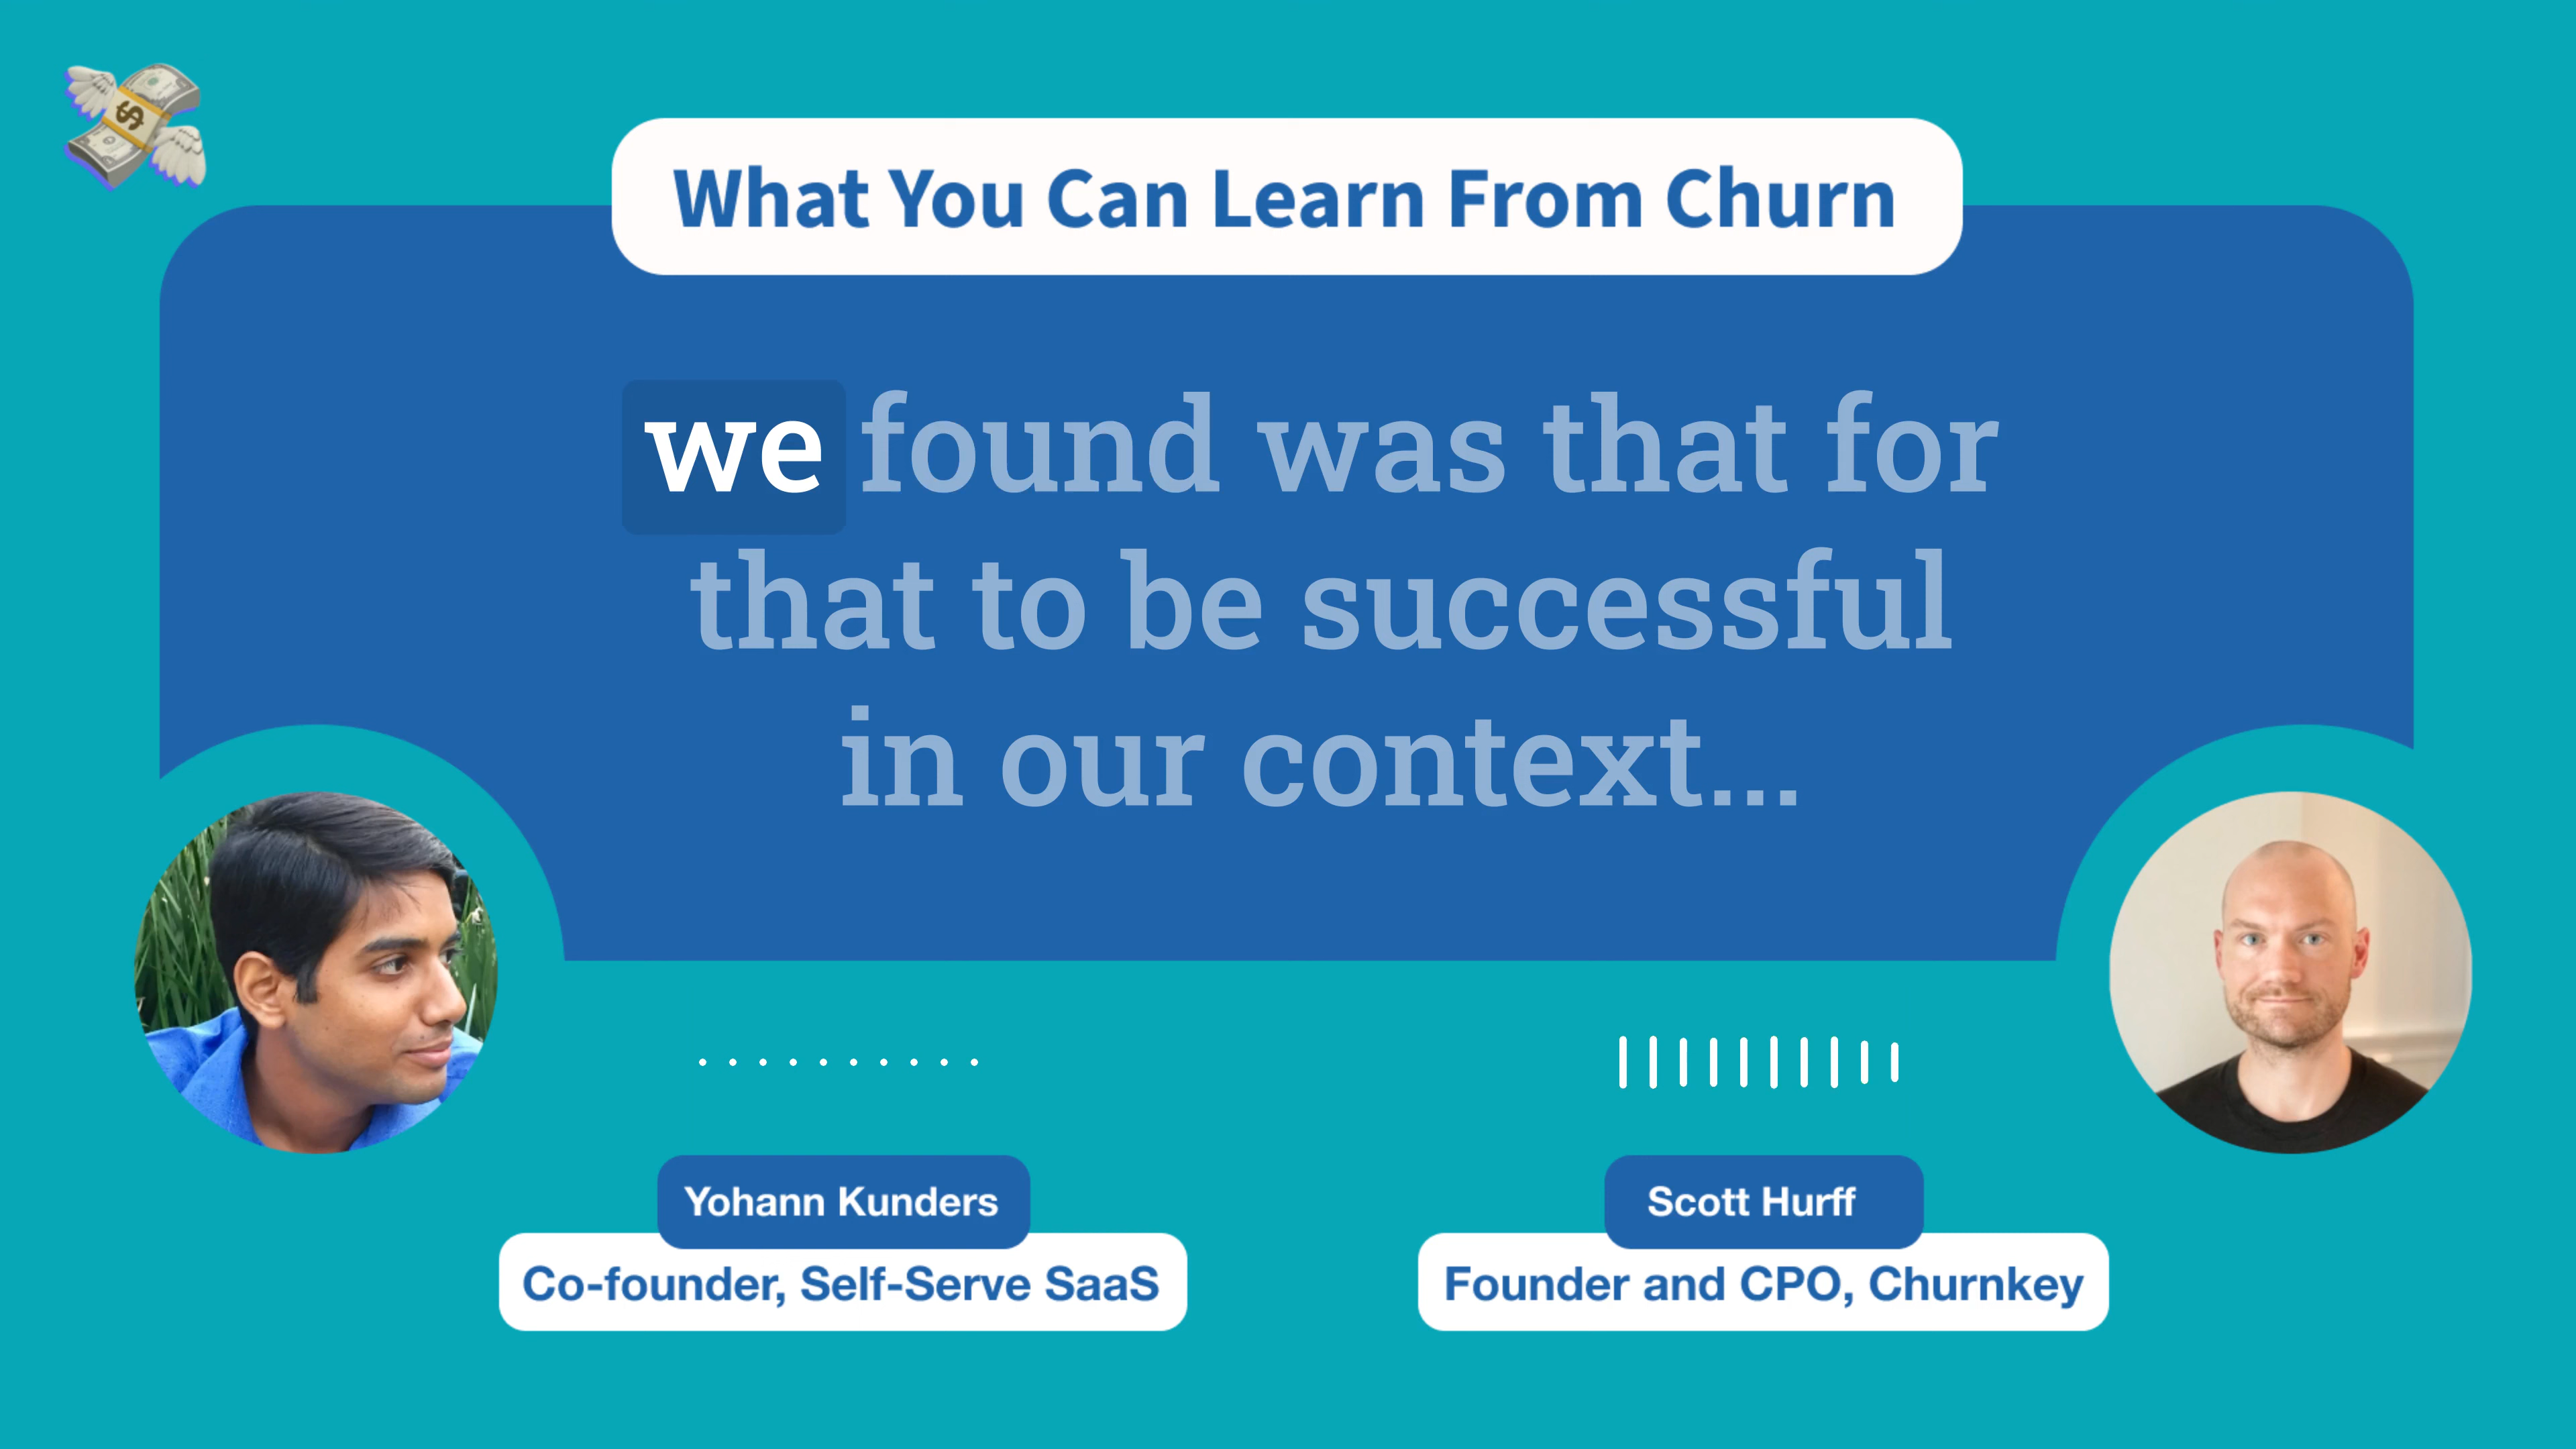 What You Can Learn From Churn
we found was that for
that to be successful
in our context...
Yohann Kunders
Co-founder, Self-Serve SaaS
Scott Hurff
Founder and CPO, Churnkey